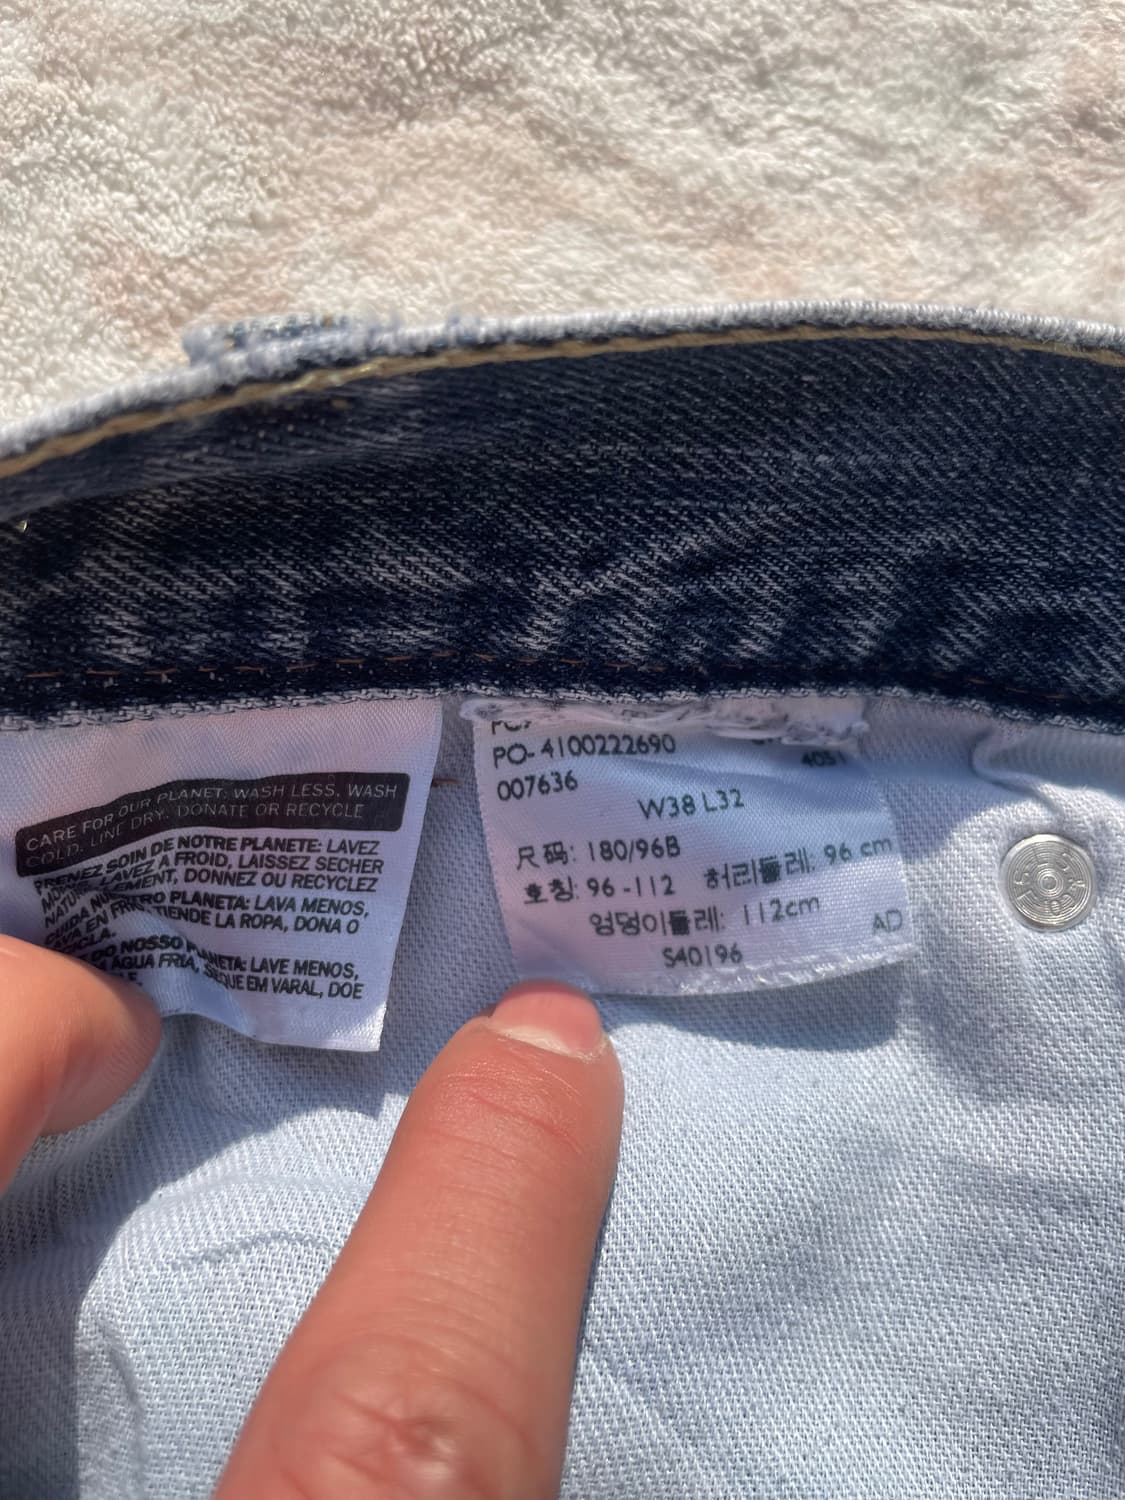 CARE FOR OUR PLANET: WASH LESS, WASH
COLD, LINE DRY, DONATE OR RECYCLE
PRENEZ SOIN DE NOTRE PLANETE: LAVEZ
LAVEZ A FROID, LAISSEZ SECHER
DONNEZ OU RECYCLEZ
PLANETA: LAVA MENOS,
LAVA EN TIENDE LA ROPA, DONA O
NOSSO PLANETA: LAVE MENOS,
AGUA FRIA, SEQUE EM VARAL, DOE
PO- 4100222690
007636
W38 L32
尺码: 180/96B
호칭: 96 -112 허리둘레: 96 cm
엉덩이둘레: 112cm
AD
S40196